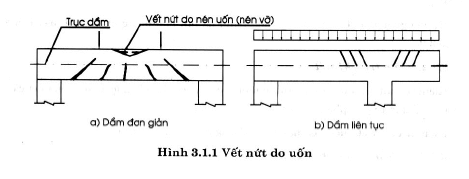 Trục dầm
Vết nứt do nén uốn (nén vỡ)
a) Dầm đơn giản
b) Dầm liên tục
Hình 3.1.1 Vết nứt do uốn